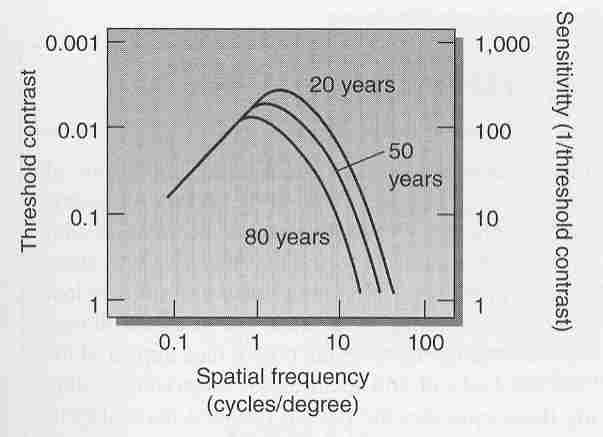 0.001
0.01
0.1
1
Threshold contrast
20 years
50
years
80 years
1,000
100
10
1
Sensitivitty (1/threshold contrast)
0.1
1
10
100
Spatial frequency
(cycles/degree)